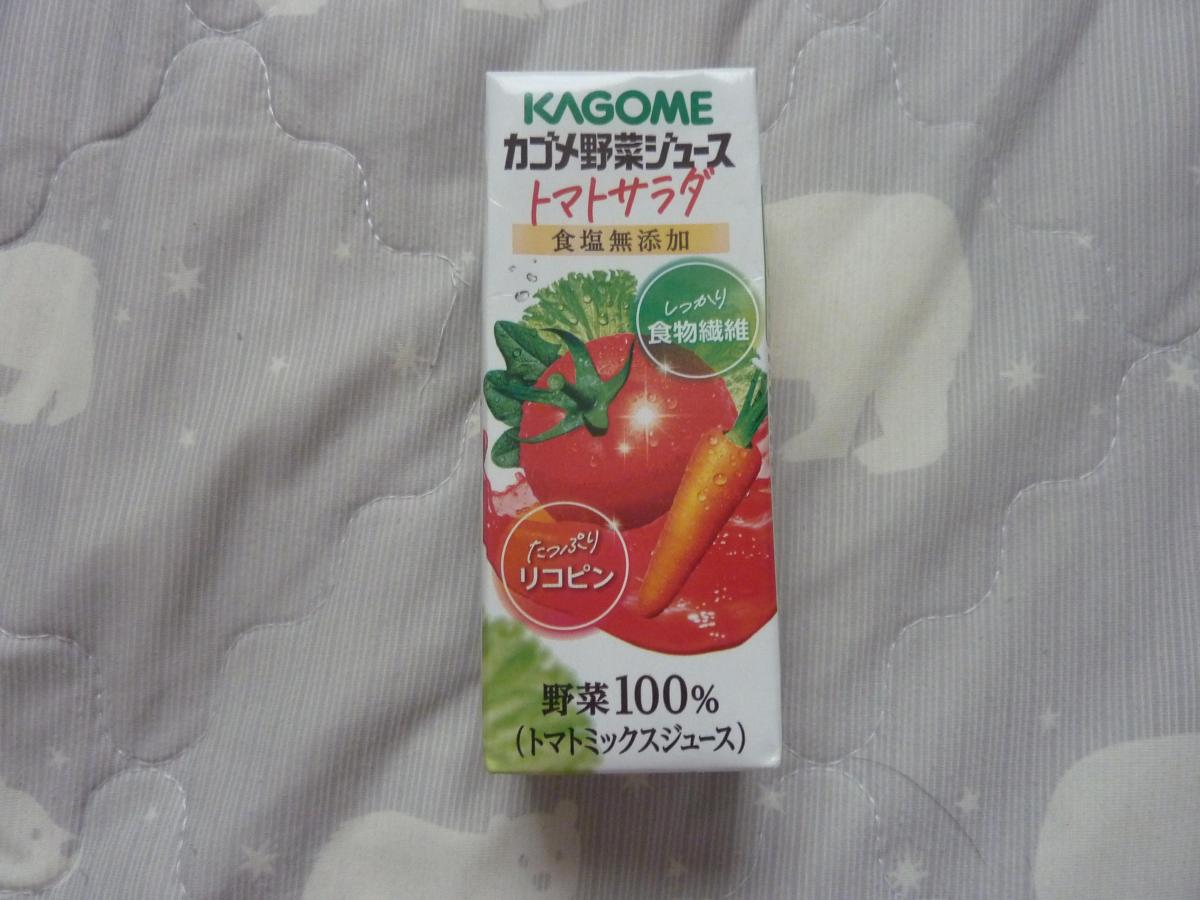 KAGOME
カゴメ野菜ジュース
トマトサラダ
食塩無添加
しっかり
食物繊維
たっぷり
リコピン
野菜100%
(トマトミックスジュース)